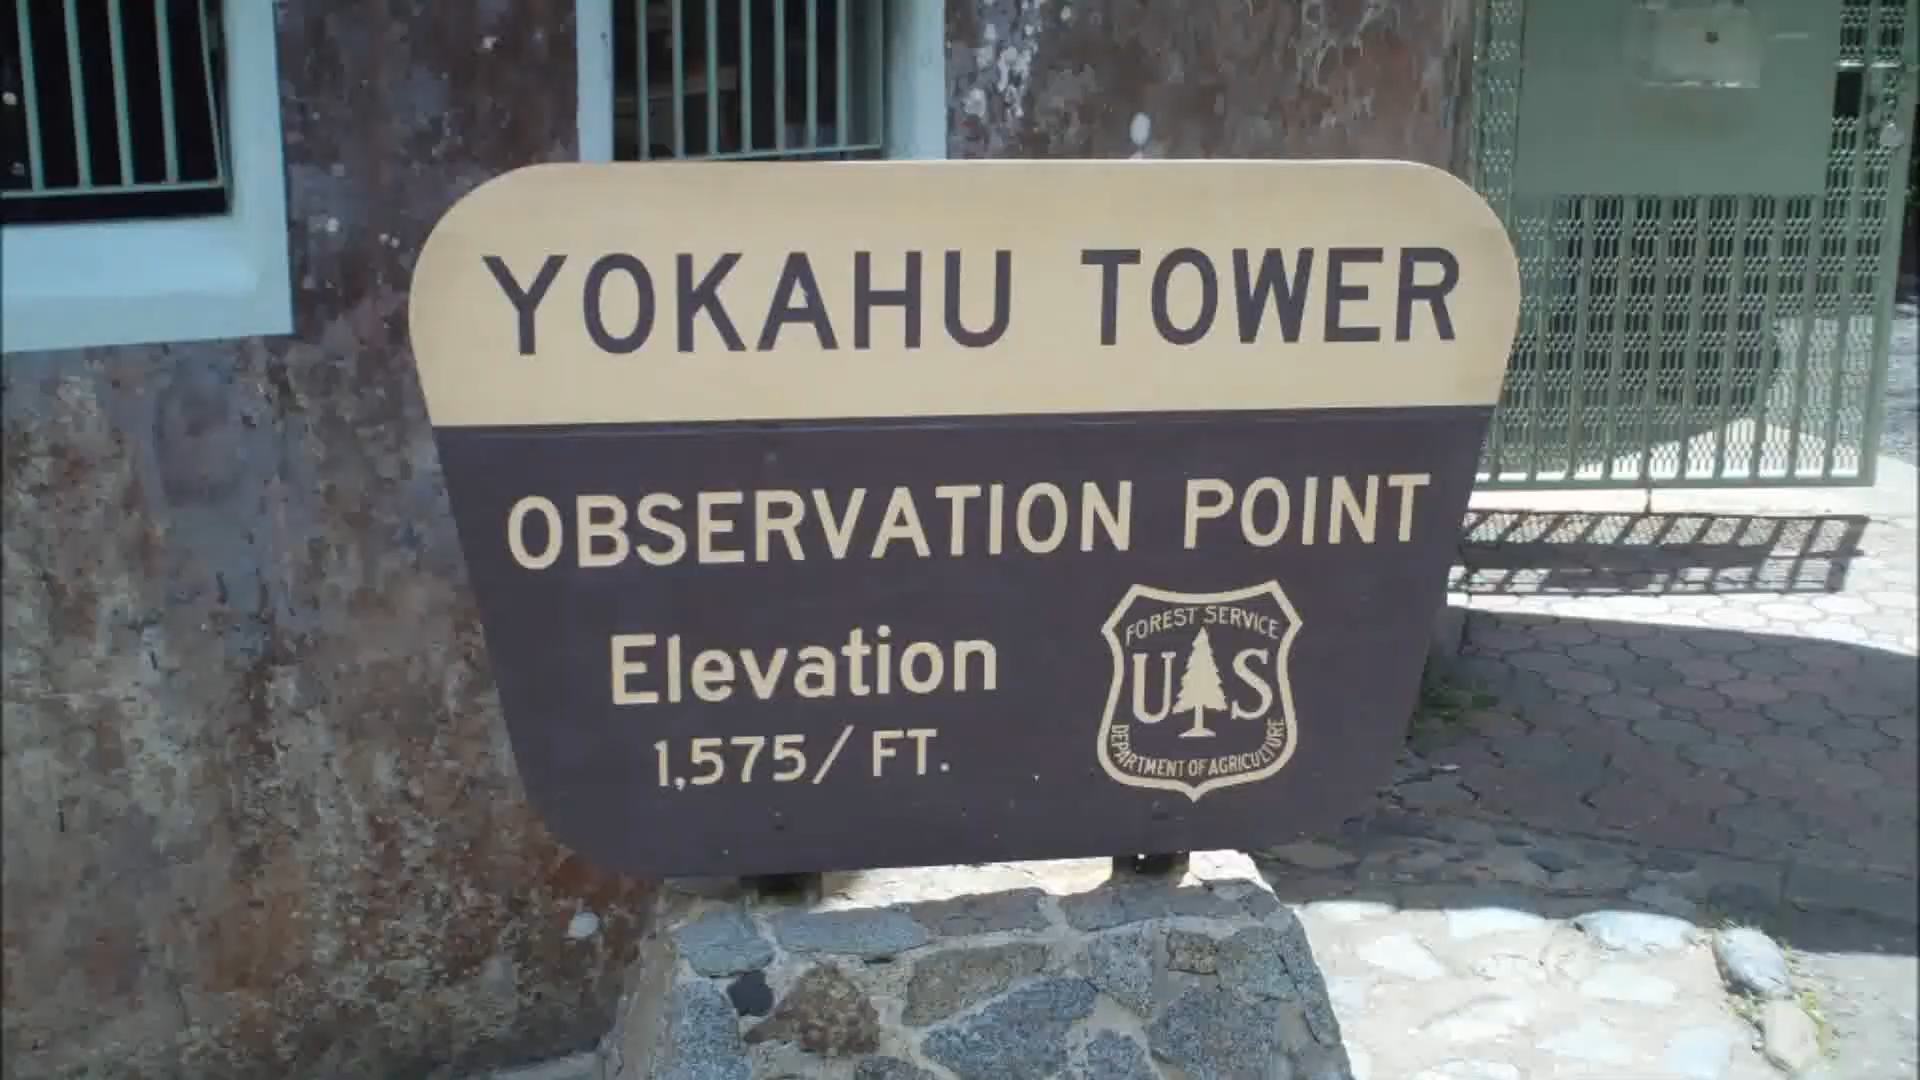 YOKAHU TOWER
OBSERVATION POINT
Elevation
1,575/ FT.
FOREST SERVICE
U S
DEPARTMENT OF AGRICULTURE